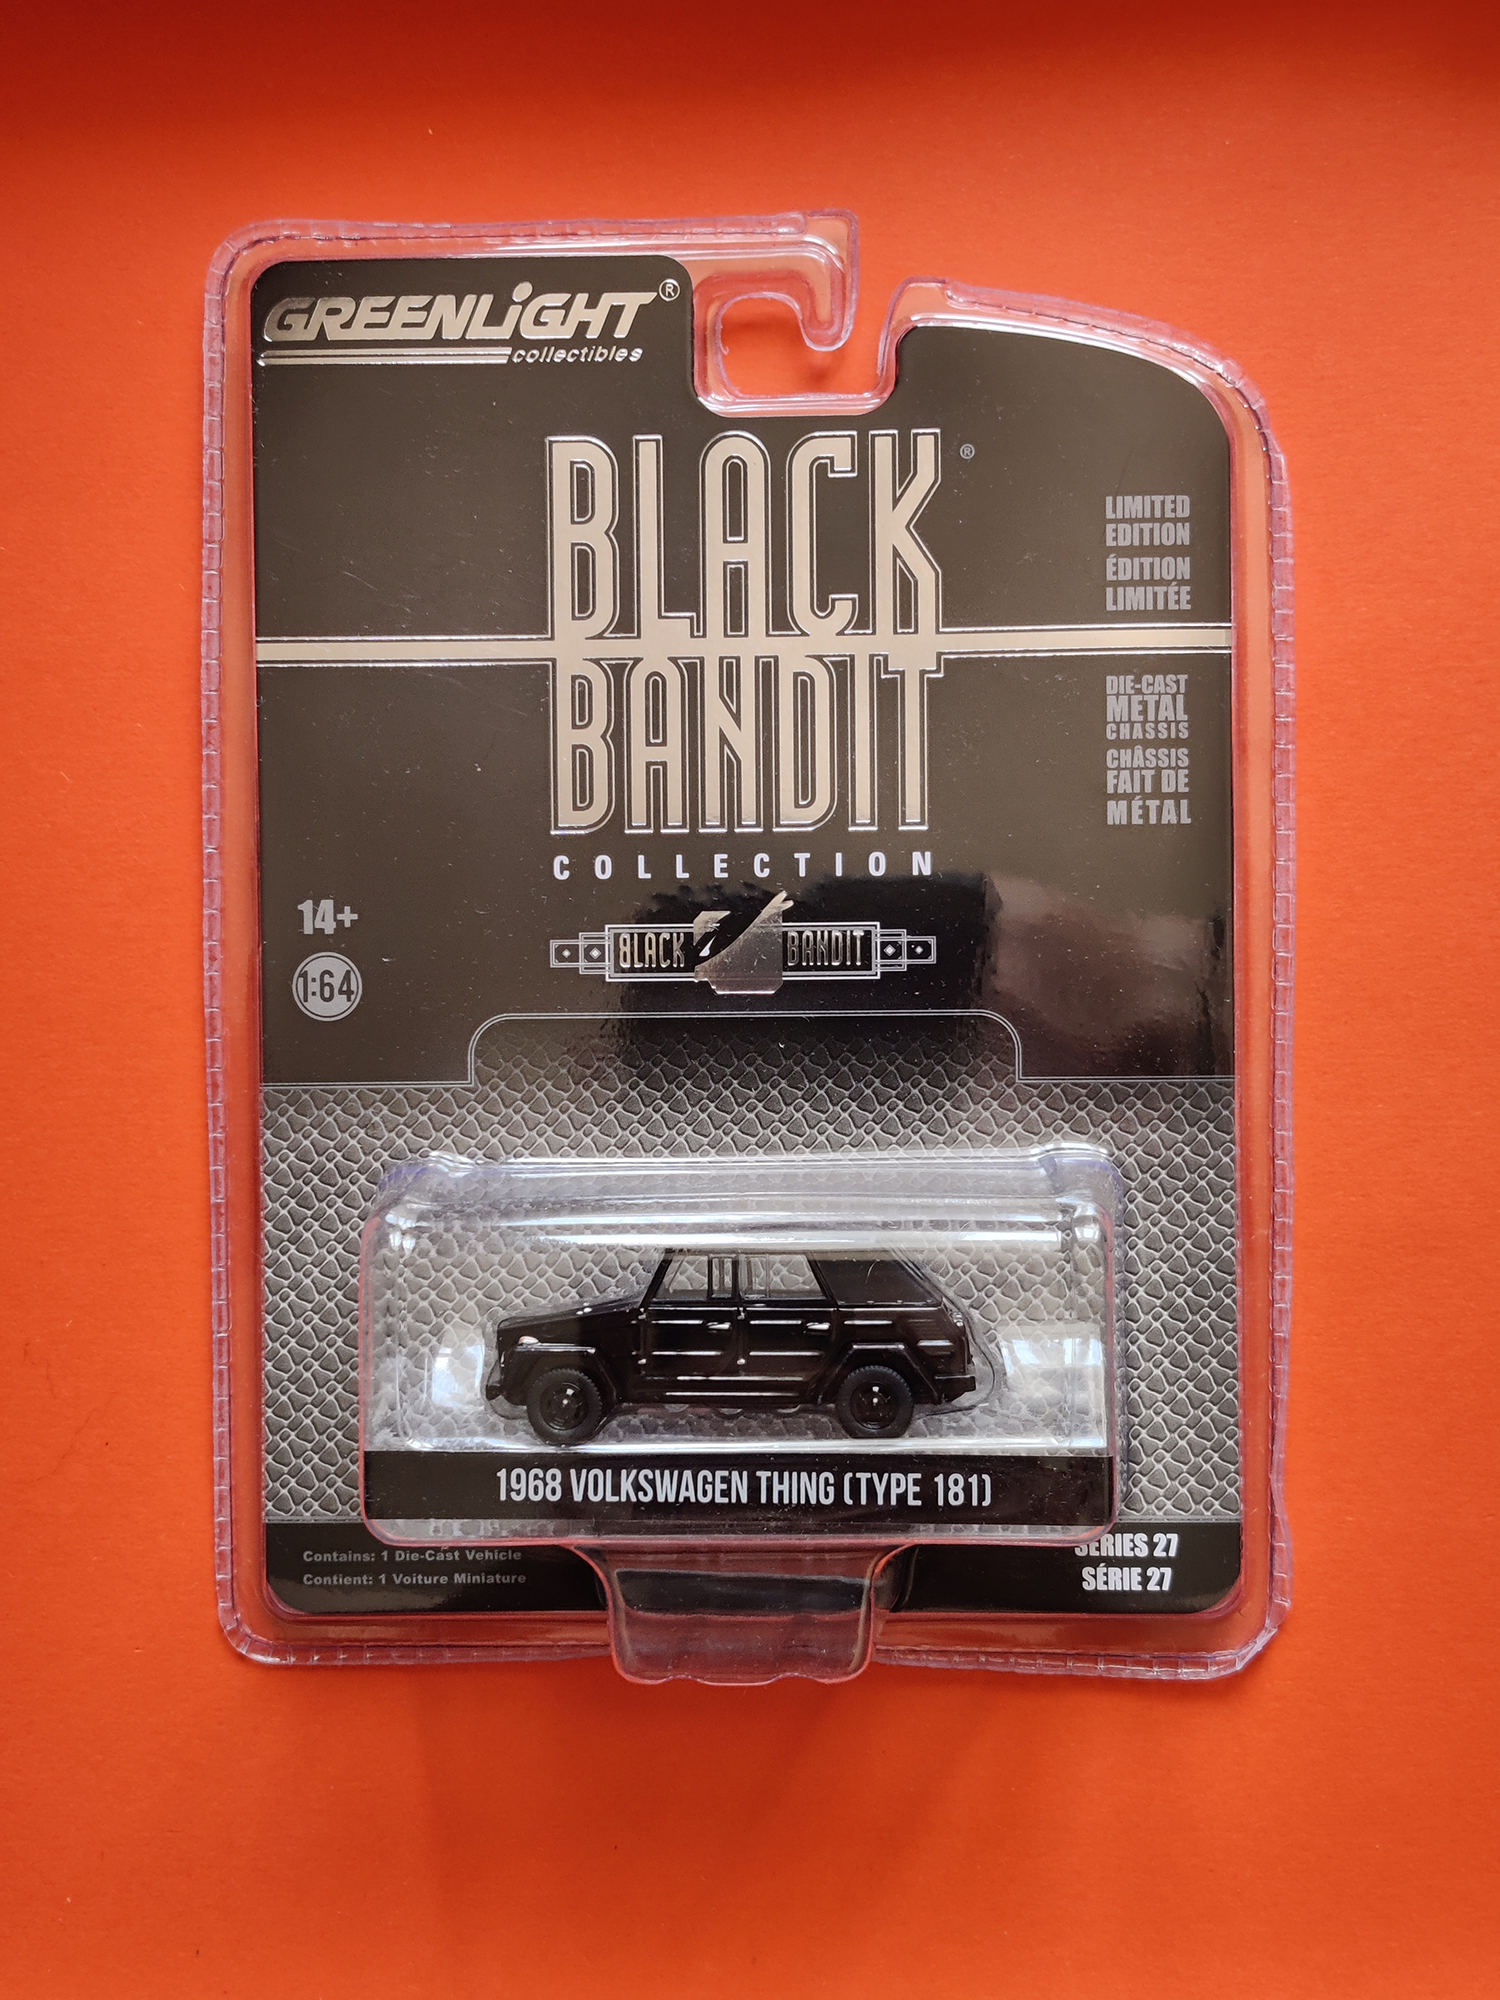 GREENLiGHT®
collectibles
BLACK®
BANDIT
COLLECTION
LIMITED
EDITION
ÉDITION
LIMITÉE
DIE-CAST
METAL
CHASSIS
CHÂSSIS
FAIT DE
MÉTAL
14+
1:64
BLACK BANDIT
1968 VOLKSWAGEN THING (TYPE 181)
Contains: 1 Die-Cast Vehicle
Contient: 1 Voiture Miniature
SERIES 27
SÉRIE 27